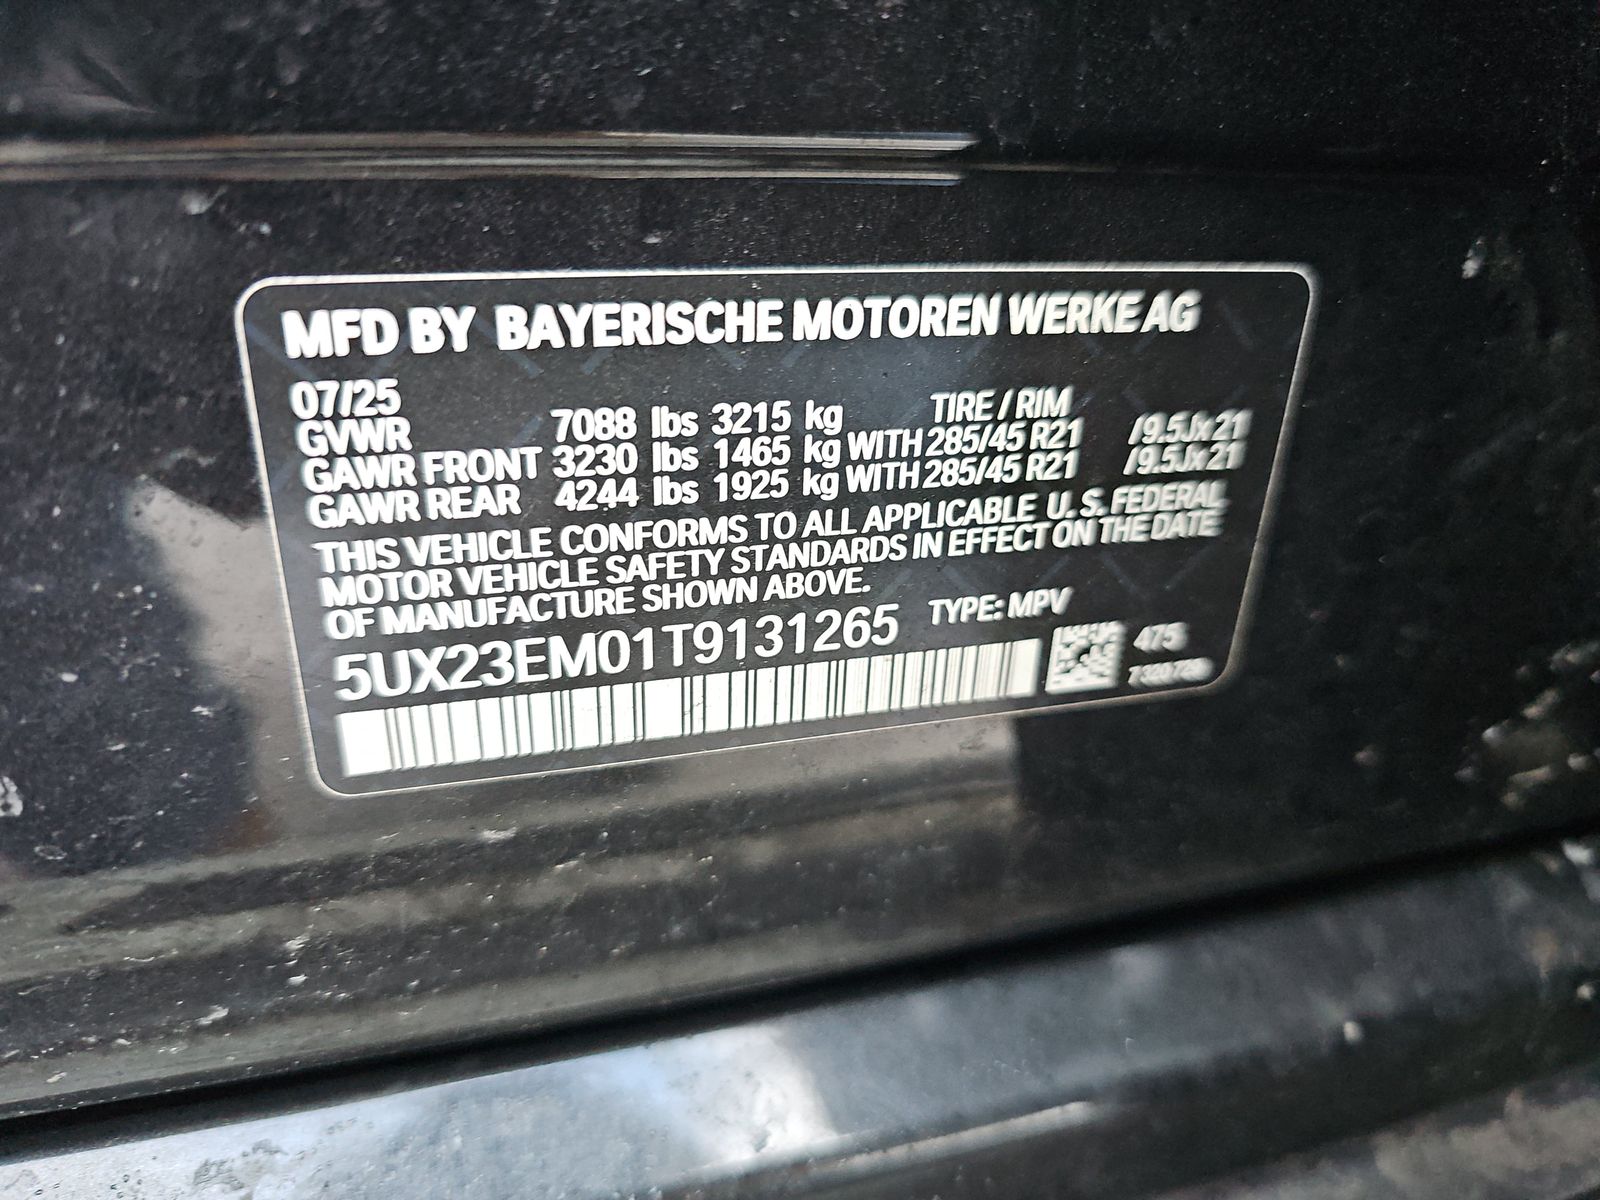 MFD BY BAYERISCHE MOTOREN WERKE AG
07/25 TIRE / RIM
GVWR 7088 lbs 3215 kg
GAWR FRONT 3230 lbs 1465 kg WITH 285/45 R21 /9.5Jx21
GAWR REAR 4244 lbs 1925 kg WITH 285/45 R21 /9.5Jx21
THIS VEHICLE CONFORMS TO ALL APPLICABLE U.S. FEDERAL
MOTOR VEHICLE SAFETY STANDARDS IN EFFECT ON THE DATE
OF MANUFACTURE SHOWN ABOVE.
5UX23EM01T9131265 TYPE: MPV
475